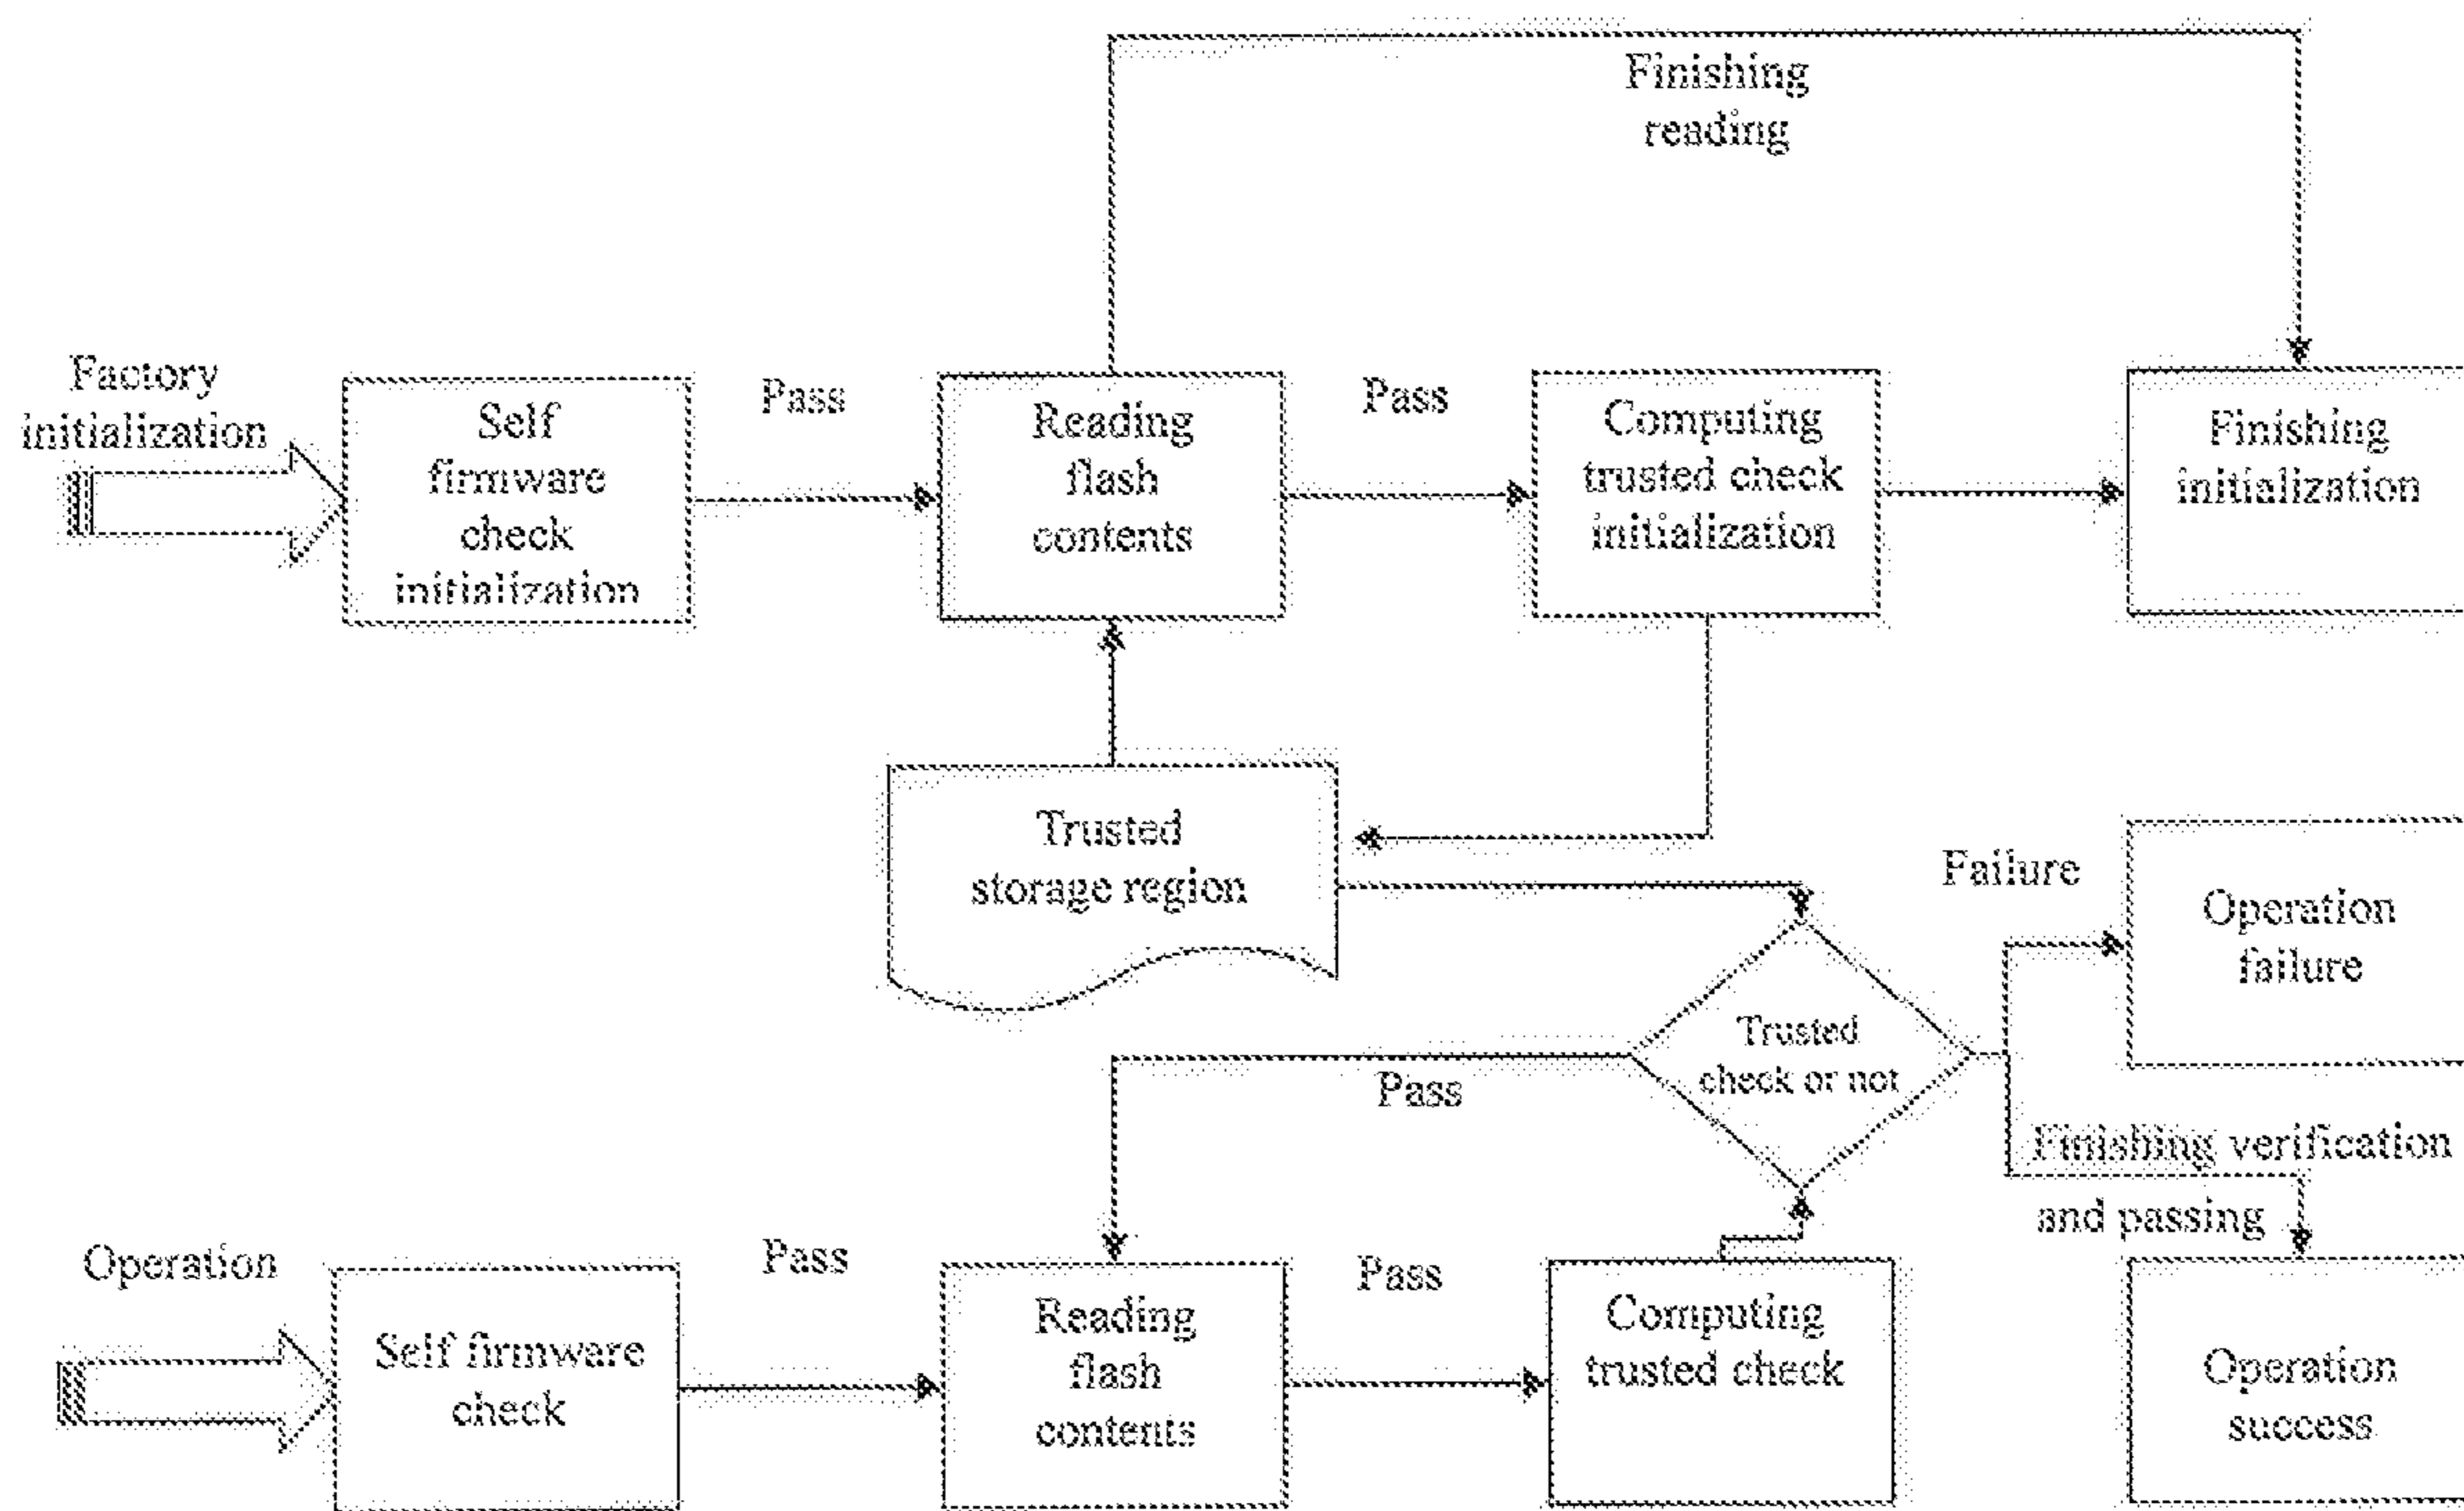 Finishing
reading
Factory
initialization
Pass
Pass
Self
firmware
check
initialization
Reading
flash
contents
Computing
trusted check
initialization
Finishing
initialization
Trusted
storage region
Failure
Operation
failure
Trusted
check or not
Pass
Finishing verification
and passing
Operation
Pass
Pass
Self firmware
check
Reading
flash
contents
Computing
trusted check
Operation
success